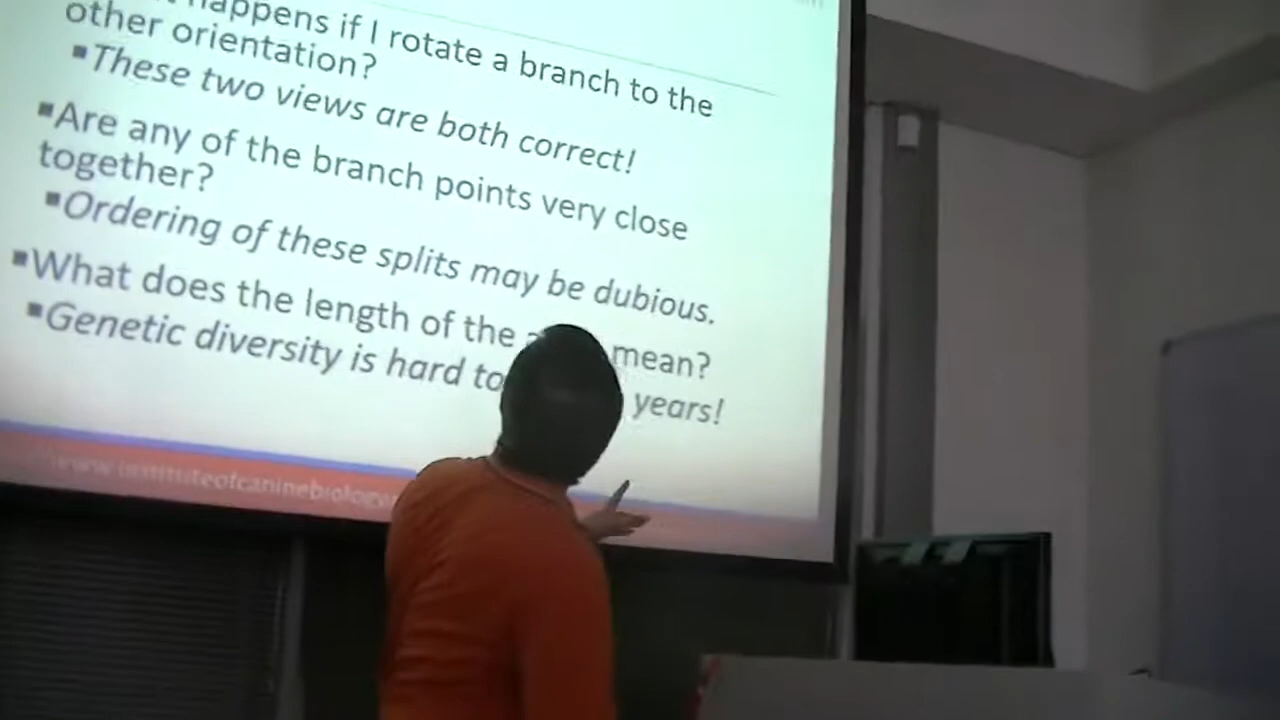 happens if I rotate a branch to the
other orientation?
▪These two views are both correct!
▪Are any of the branch points very close
together?
▪Ordering of these splits may be dubious.
▪What does the length of the mean?
▪Genetic diversity is hard to years!
www.instituteofcaninebiology